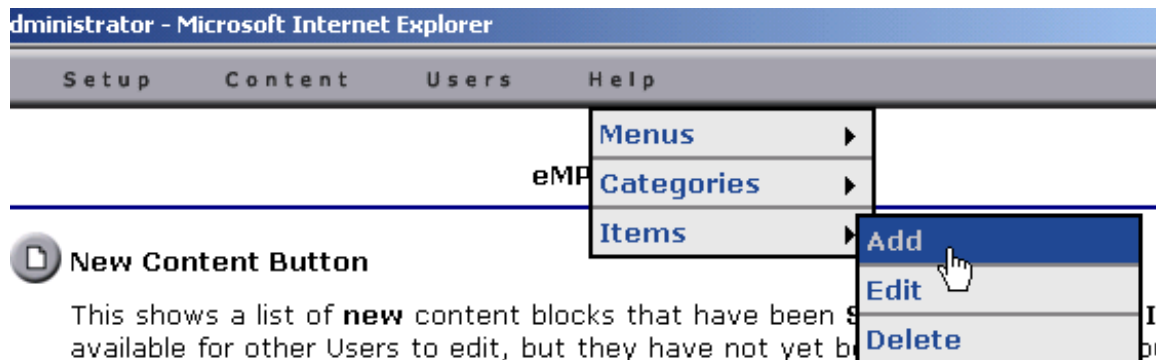 dministrator - Microsoft Internet Explorer
Setup Content Users Help
Menus
eMP
Categories
Items
Add
New Content Button
Edit
This shows a list of new content blocks that have been
Delete
available for other Users to edit, but they have not yet